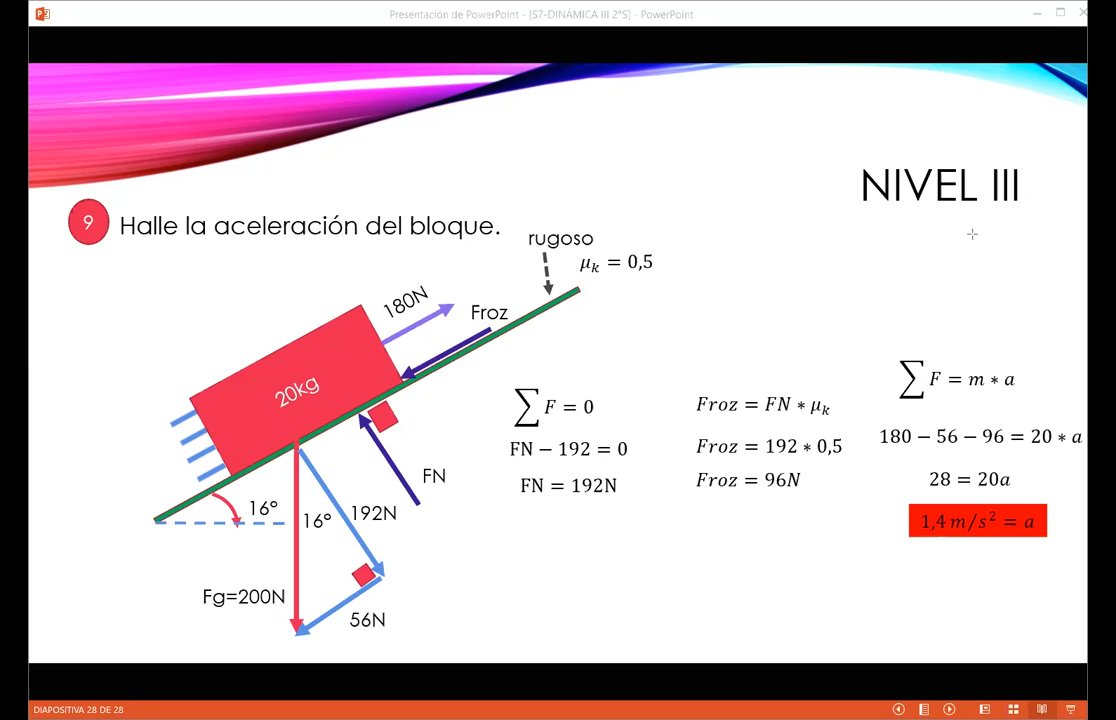 Presentación de PowerPoint - [S7-DINÁMICA III 2°S] - PowerPoint
NIVEL III
9 Halle la aceleración del bloque.
rugoso
μk = 0,5
180N
Froz
20kg
FN
16°
16°
192N
Fg=200N
56N
∑F = 0
FN − 192 = 0
FN = 192N
Froz = FN ∗ μk
Froz = 192 ∗ 0,5
Froz = 96N
∑F = m ∗ a
180 − 56 − 96 = 20 ∗ a
28 = 20a
1,4 m/s² = a
DIAPOSITIVA 28 DE 28